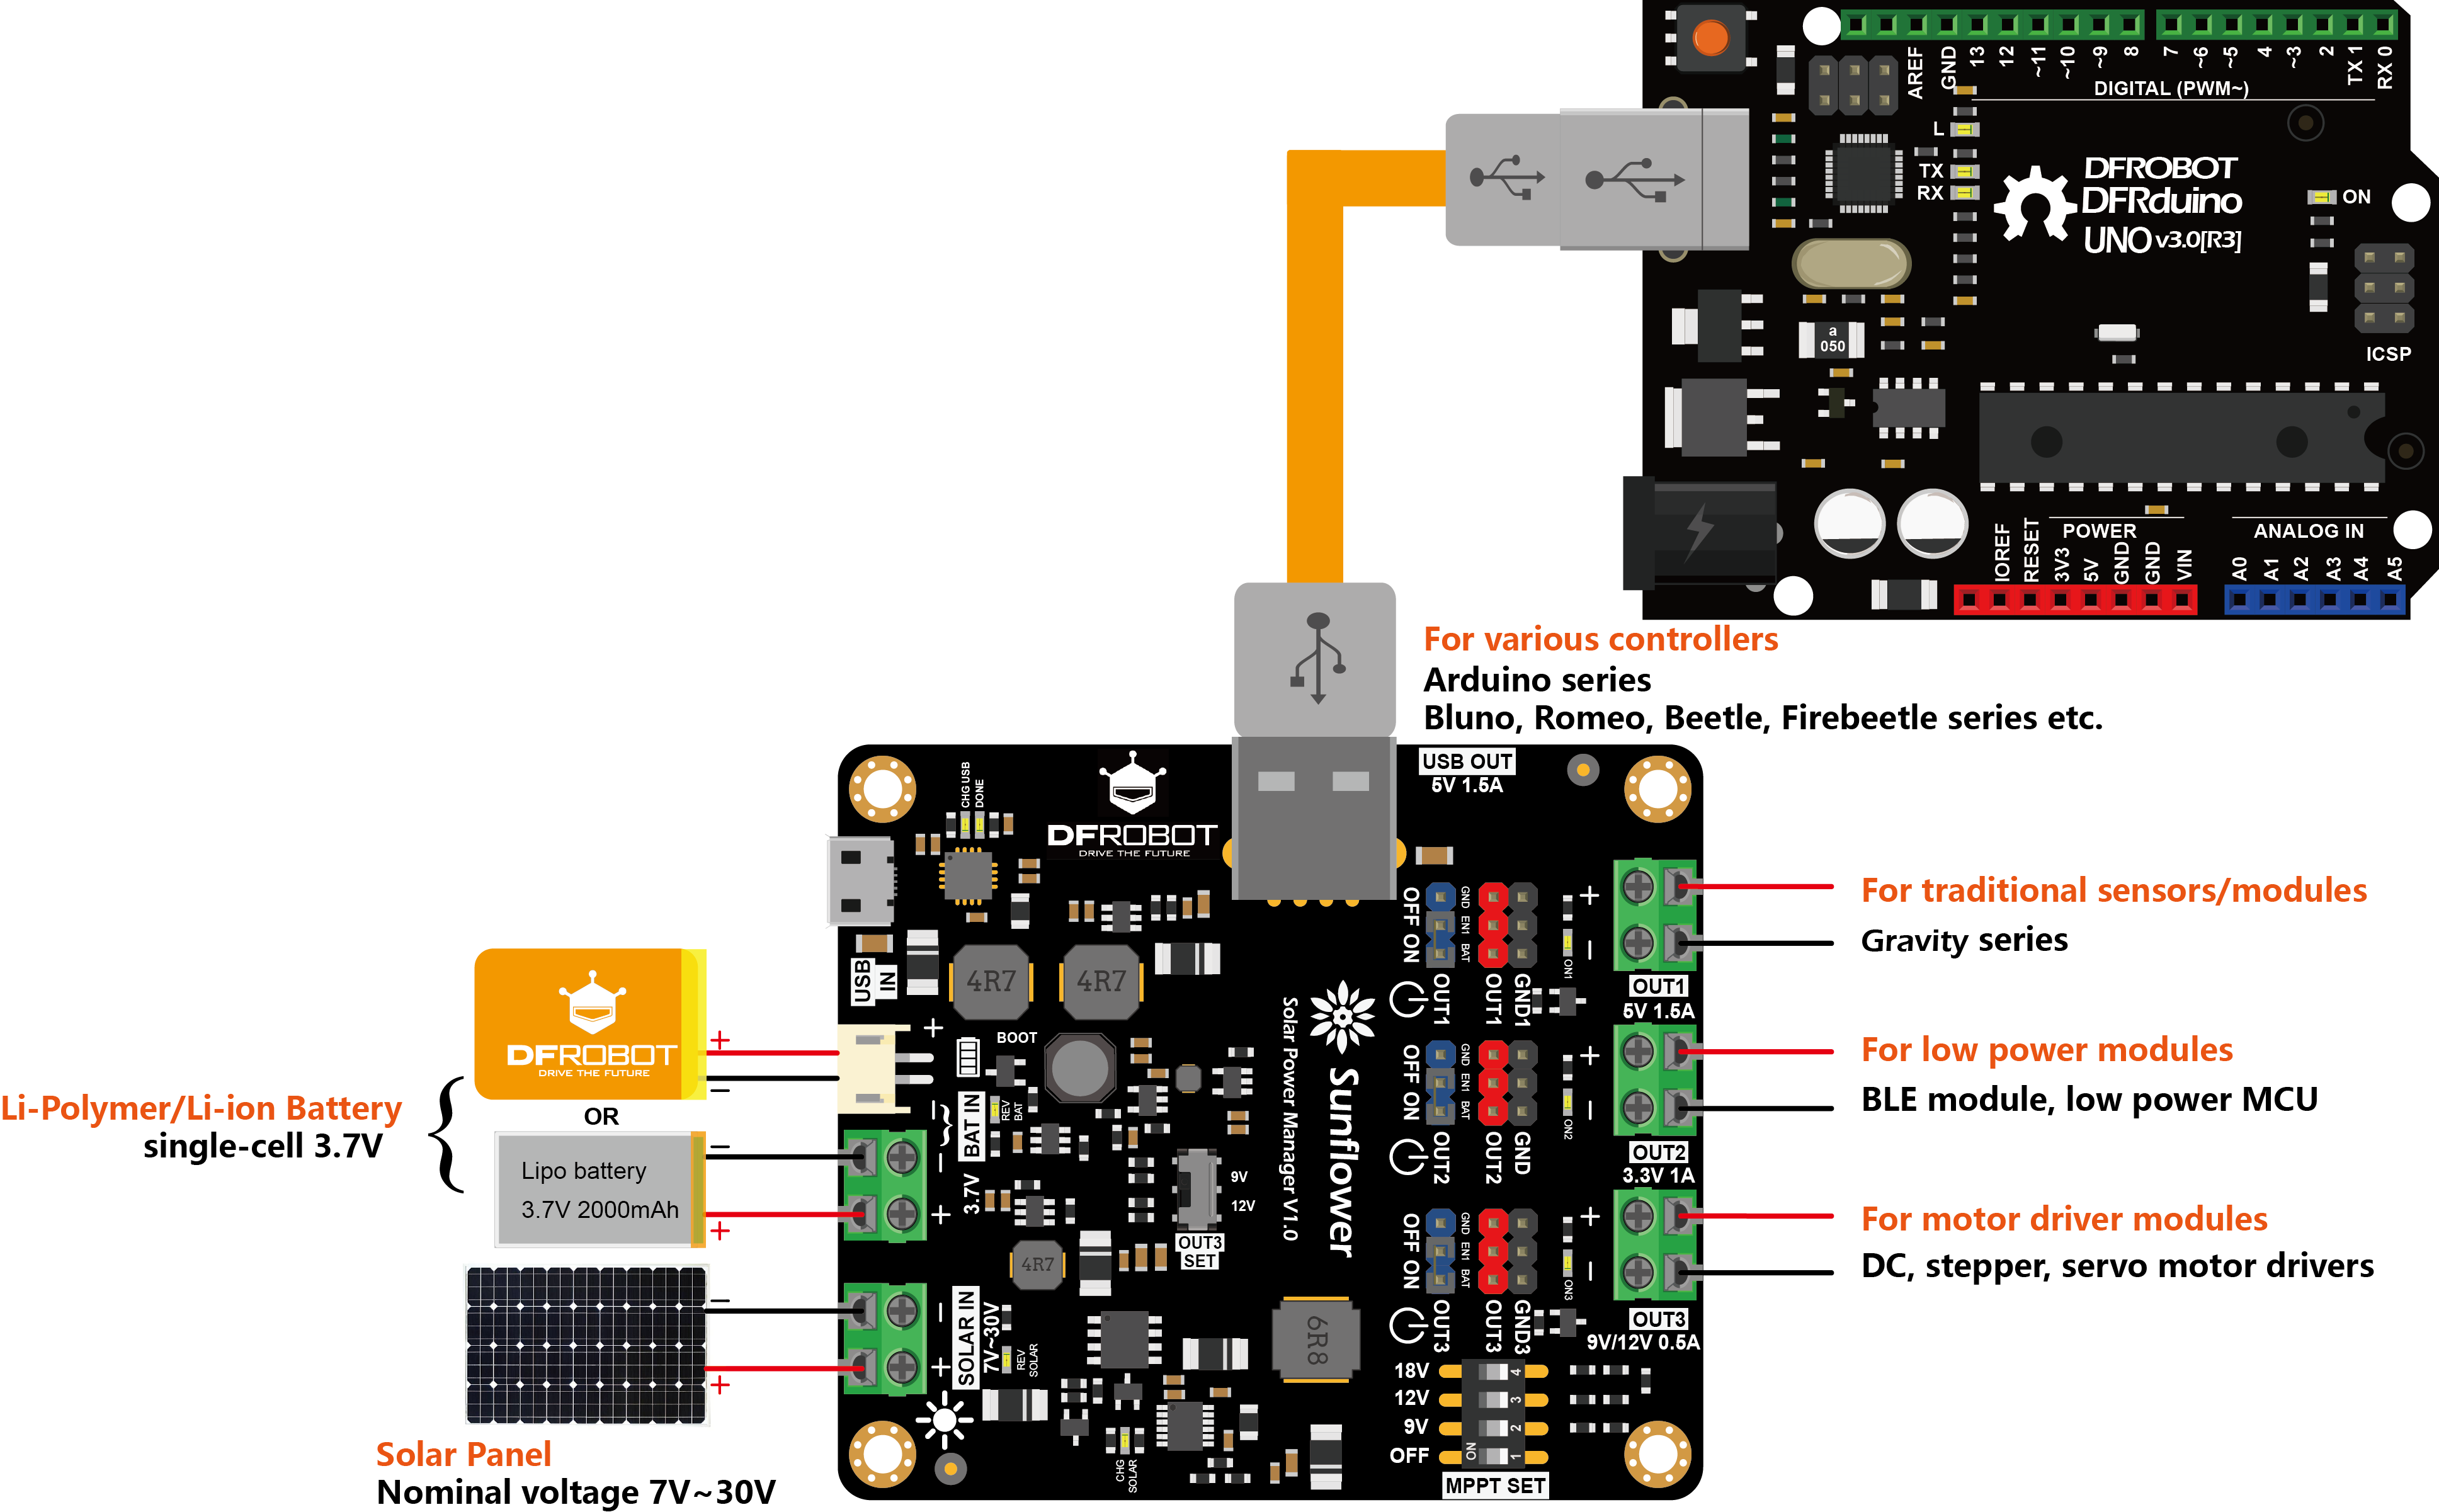 AREF
GND
13
12
~11
~10
~9
8
7
~6
~5
4
~3
2
TX 1
RX 0
DIGITAL (PWM~)
L
TX
RX
DFROBOT
DFRduino
UNO v3.0[R3]
ON
ICSP
a
050
IOREF
RESET
3V3
5V
GND
GND
VIN
POWER
ANALOG IN
A0
A1
A2
A3
A4
A5
For various controllers
Arduino series
Bluno, Romeo, Beetle, Firebeetle series etc.
USB OUT
5V 1.5A
CHG USB
DONE
DFROBOT
DRIVE THE FUTURE
USB
IN
4R7
4R7
OFF ON
GND
EN1
BAT
OUT1
OUT1
GND1
ON1
+
−
OUT1
5V 1.5A
For traditional sensors/modules
Gravity series
DFROBOT
DRIVE THE FUTURE
+
−
Li-Polymer/Li-ion Battery
single-cell 3.7V
OR
Lipo battery
3.7V 2000mAh
−
+
+
−
BAT IN
3.7V
−
+
BOOT
REV
BAT
Solar Power Manager V1.0
Sunflower
9V
12V
OUT3
SET
OFF ON
GND
EN1
BAT
OUT2
OUT2
GND
ON2
+
−
OUT2
3.3V 1A
For low power modules
BLE module, low power MCU
4R7
6R8
OFF ON
GND
EN1
BAT
OUT3
OUT3
GND3
ON3
+
−
OUT3
9V/12V 0.5A
For motor driver modules
DC, stepper, servo motor drivers
−
+
SOLAR IN
7V~30V
−
+
REV
SOLAR
CHG
SOLAR
18V
12V
9V
OFF
ON
4
3
2
1
MPPT SET
Solar Panel
Nominal voltage 7V~30V